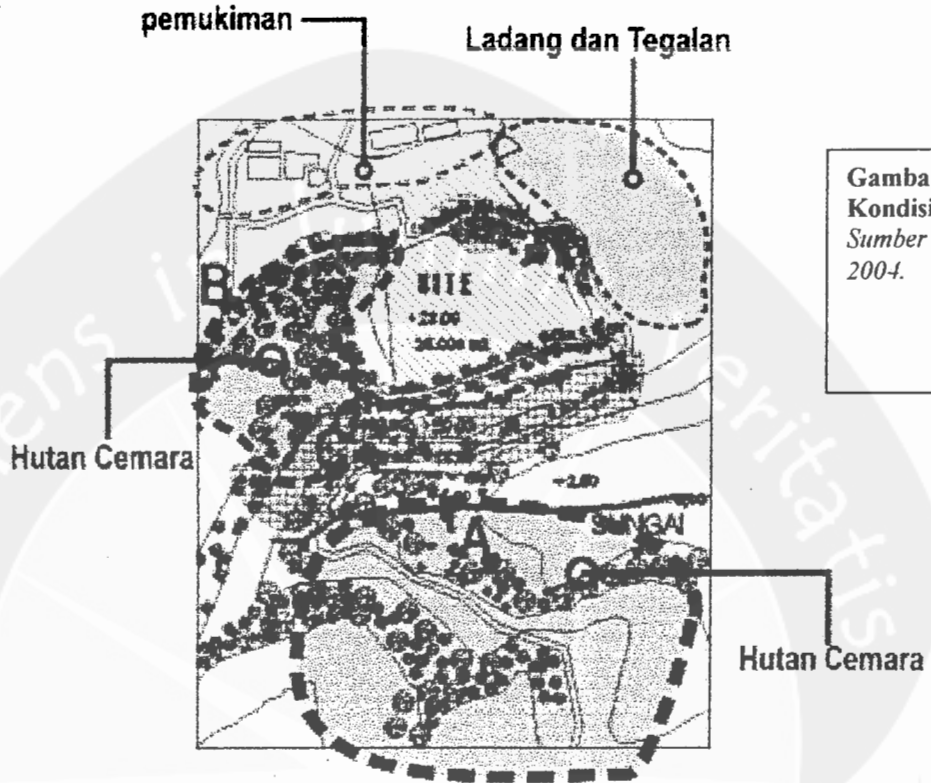 pemukiman
Ladang dan Tegalan
Gamba
Kondisi
Sumber
2004.
B
SITE
Hutan Cemara
A
SUNGAI
Hutan Cemara